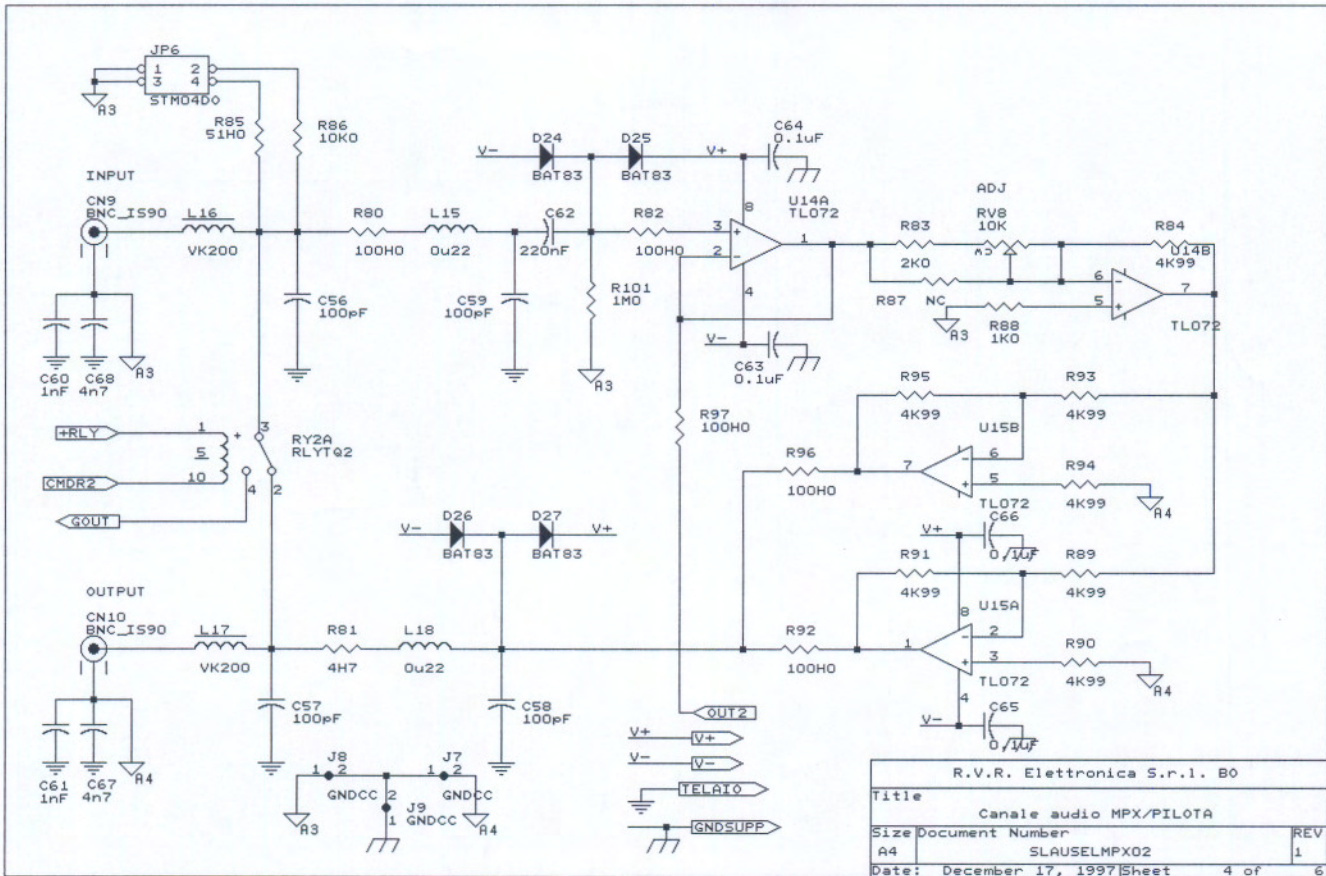 JP6
1 2
3 4
STM04D0
A3
R85
51H0
R86
10K0
INPUT
CN9
BNC_IS90
L16
VK200
R80
100H0
L15
0u22
C62
220nF
V-
D24
BAT83
D25
BAT83
V+
C64
0.1uF
R82
100H0
8
3
2
1
4
U14A
TL072
ADJ
RV8
10K
R83
2K0
R84
4K99
U14B
R87
NC
R88
1K0
A3
6
5
7
TL072
C56
100pF
C59
100pF
R101
1M0
A3
V-
C63
0.1uF
C60
1nF
C68
4n7
A3
R97
100H0
R95
4K99
R93
4K99
U15B
R96
100H0
7
6
5
TL072
R94
4K99
A4
+RLY
CMDR2
GOUT
1
5
10
+
3
4
2
RY2A
RLYTQ2
V-
D26
BAT83
D27
BAT83
V+
V+
C66
0.1uF
R91
4K99
R89
4K99
U15A
OUTPUT
CN10
BNC_IS90
L17
VK200
R81
4H7
L18
0u22
R92
100H0
8
1
2
3
4
TL072
R90
4K99
A4
V-
C65
0.1uF
C57
100pF
C58
100pF
C61
1nF
C67
4n7
A4
J8
1 2
GNDCC
J7
1 2
GNDCC
2
J9
1 GNDCC
A3
A4
OUT2
V+ V+
V- V-
TELAIO
GNDSUPP
R.V.R. Elettronica S.r.l. BO
Title
Canale audio MPX/PILOTA
Size Document Number REV
A4 SLAUSELMPX02 1
Date: December 17, 1997 Sheet 4 of 6